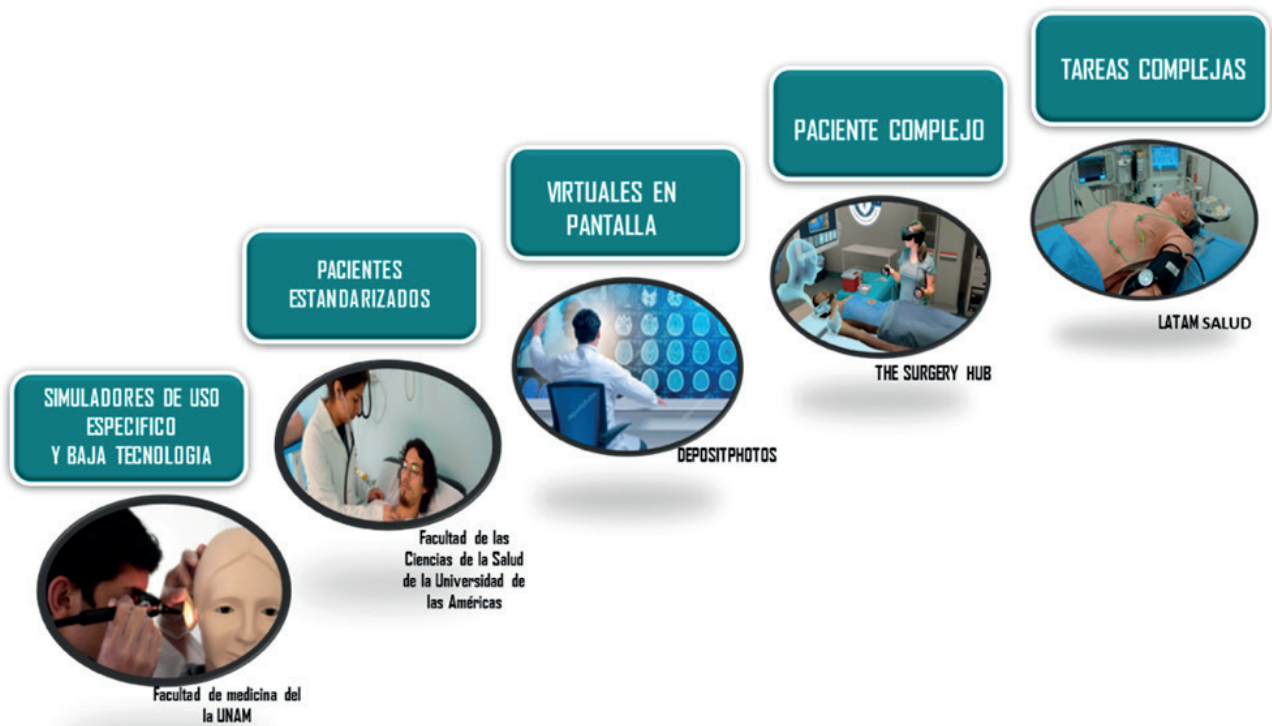 SIMULADORES DE USO
ESPECIFICO
Y BAJA TECNOLOGIA
Facultad de medicina del
la UNAM
PACIENTES
ESTANDARIZADOS
Facultad de las
Ciencias de la Salud
de la Universidad de
las Américas
VIRTUALES EN
PANTALLA
DEPOSITPHOTOS
PACIENTE COMPLEJO
THE SURGERY HUB
TAREAS COMPLEJAS
LATAM SALUD